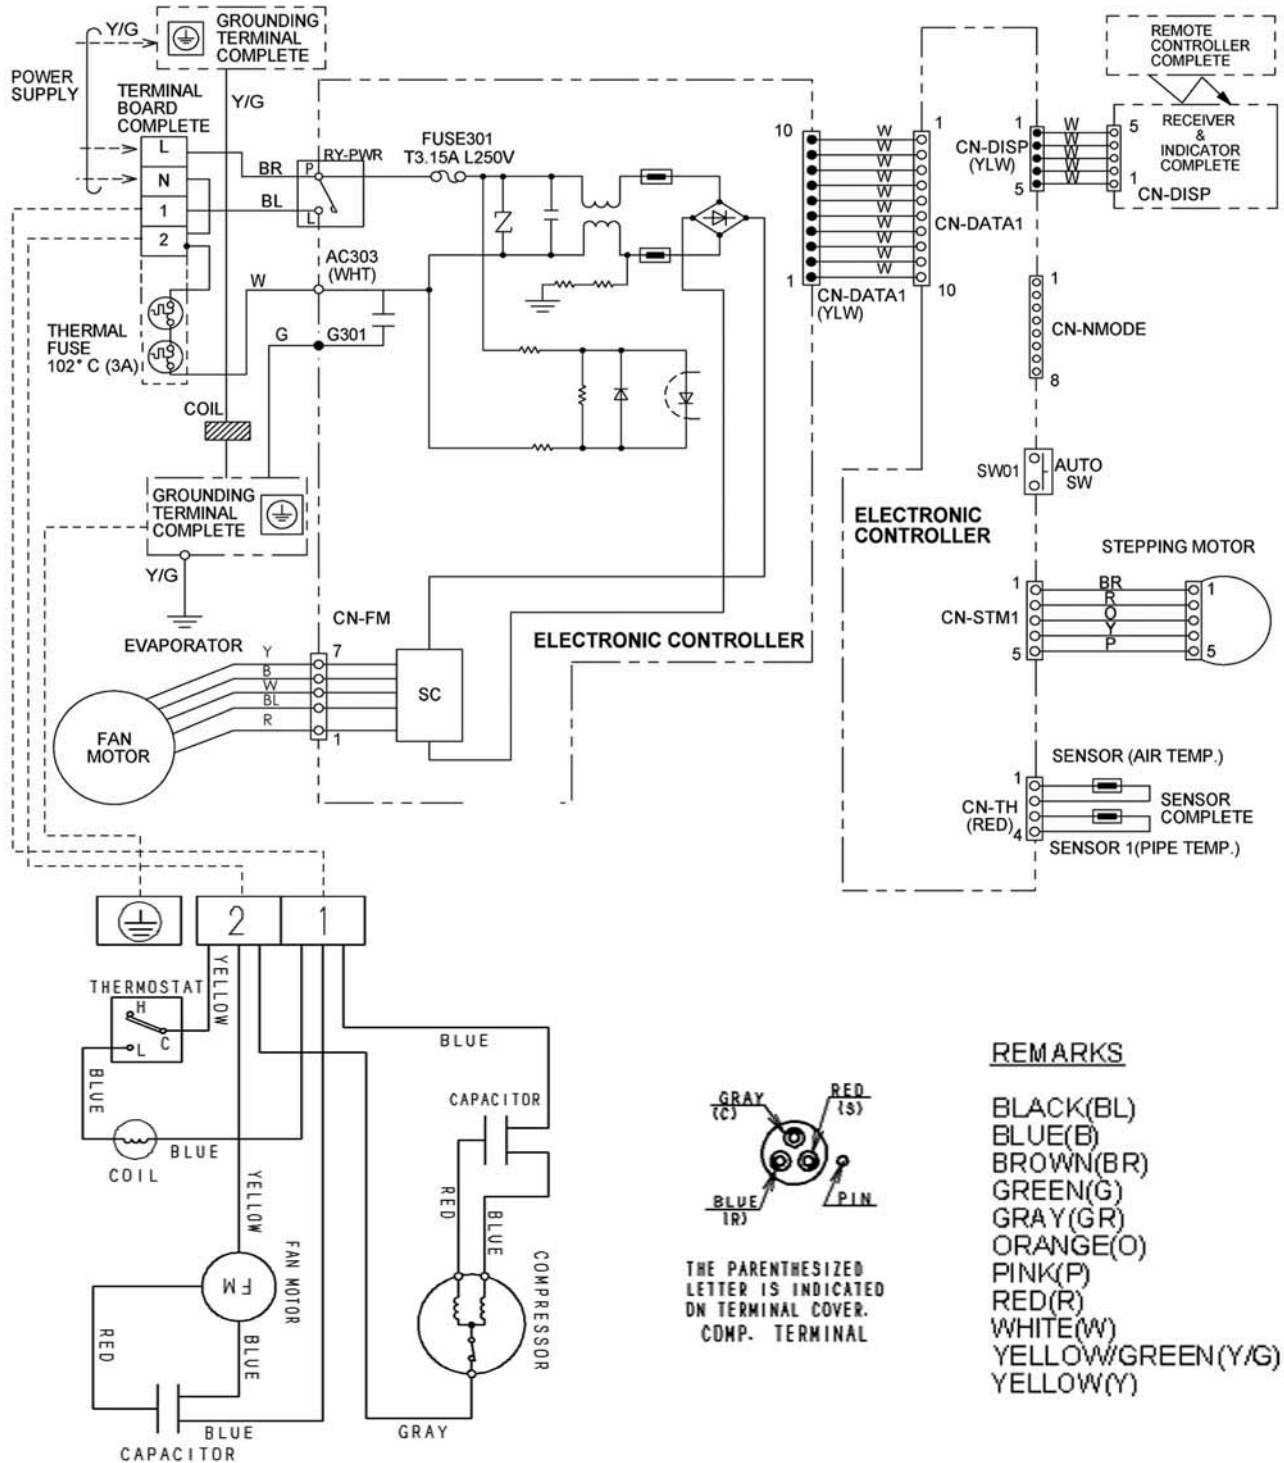 Y/G
GROUNDING
TERMINAL
COMPLETE
REMOTE
CONTROLLER
COMPLETE
POWER
SUPPLY
TERMINAL
BOARD
COMPLETE
Y/G
L
N
1
2
BR
BL
RY-PWR
P
L
FUSE301
T3.15A L250V
10
W
W
W
W
W
W
W
W
W
W
1
1
CN-DATA1
(YLW)
CN-DATA1
10
1
CN-DISP
(YLW)
5
W
W
W
W
5
1
CN-DISP
RECEIVER
&
INDICATOR
COMPLETE
AC303
(WHT)
W
G
G301
THERMAL
FUSE
102° C (3A)
COIL
1
CN-NMODE
8
SW01
AUTO
SW
GROUNDING
TERMINAL
COMPLETE
Y/G
EVAPORATOR
ELECTRONIC
CONTROLLER
STEPPING MOTOR
1
CN-STM1
5
BR
R
O
Y
P
1
5
CN-FM
ELECTRONIC CONTROLLER
7
1
Y
B
W
BL
R
SC
FAN
MOTOR
SENSOR (AIR TEMP.)
1
CN-TH
(RED)
4
SENSOR
COMPLETE
SENSOR 1(PIPE TEMP.)
2
1
THERMOSTAT
H
C
L
YELLOW
BLUE
BLUE
COIL
BLUE
YELLOW
CAPACITOR
RED
BLUE
COMPRESSOR
FAN MOTOR
FM
RED
BLUE
BLUE
CAPACITOR
GRAY
GRAY
(C)
RED
(S)
BLUE
(R)
PIN
THE PARENTHESIZED
LETTER IS INDICATED
ON TERMINAL COVER.
COMP. TERMINAL
REMARKS
BLACK(BL)
BLUE(B)
BROWN(BR)
GREEN(G)
GRAY(GR)
ORANGE(O)
PINK(P)
RED(R)
WHITE(W)
YELLOW/GREEN(Y/G)
YELLOW(Y)